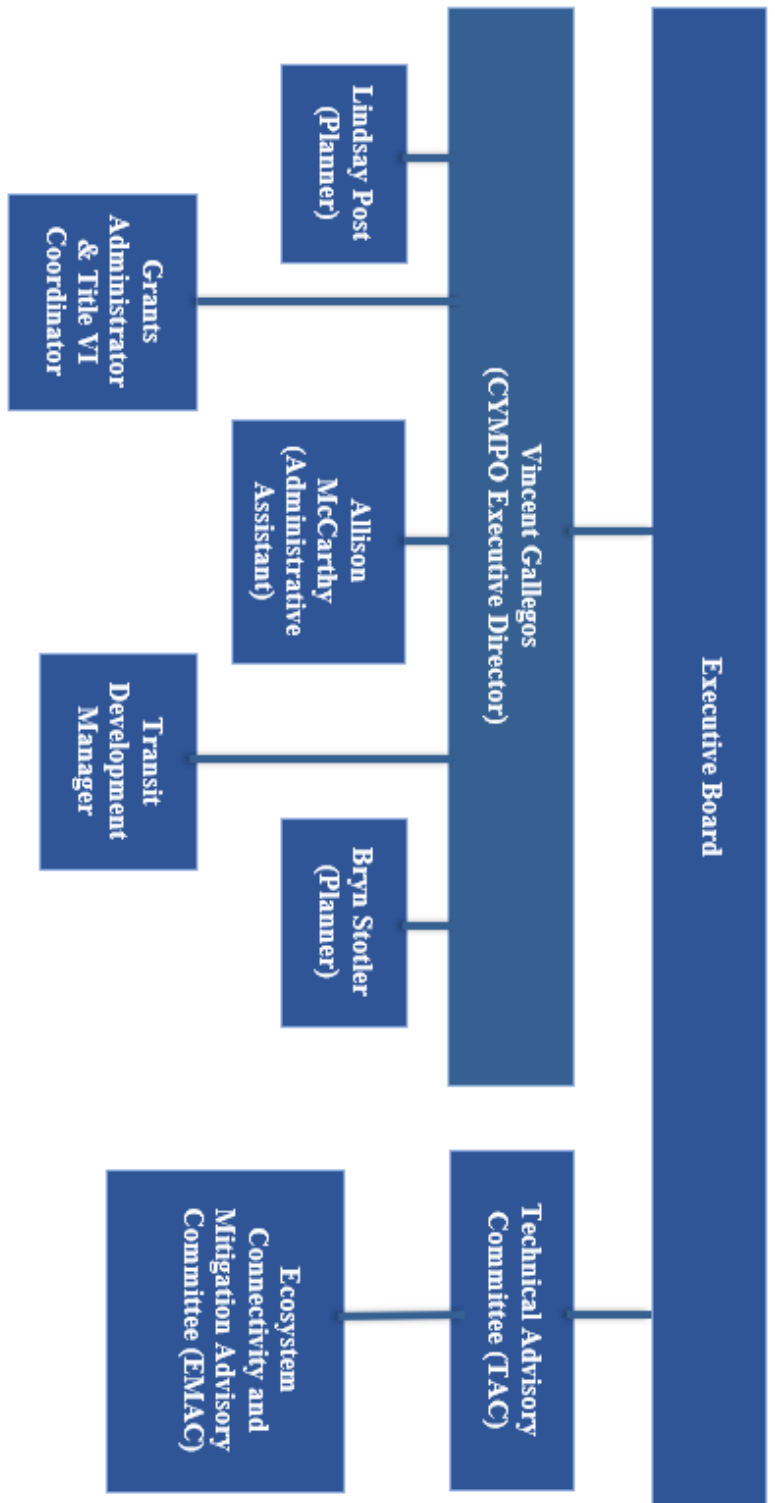 Executive Board
Vincent Gallegos
(CYMPO Executive Director)
Technical Advisory
Committee (TAC)
Lindsay Post
(Planner)
Grants
Administrator
& Title VI
Coordinator
Allison
McCarthy
(Administrative
Assistant)
Transit
Development
Manager
Bryn Stotler
(Planner)
Ecosystem
Connectivity and
Mitigation Advisory
Committee (EMAC)